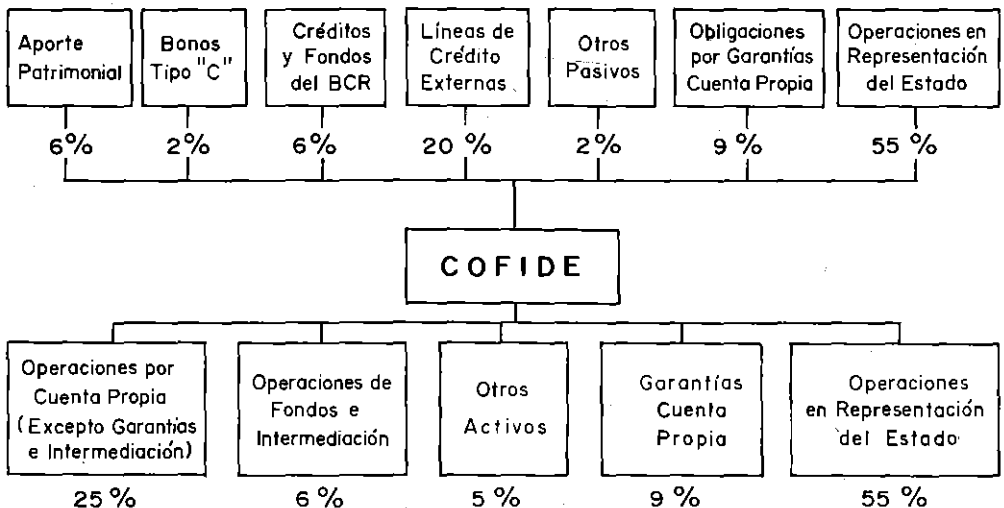 Aporte
Patrimonial
Bonos
Tipo "C"
Créditos
y Fondos
del BCR
Líneas de
Crédito
Externas
Otros
Pasivos
Obligaciones
por Garantías
Cuenta Propia
Operaciones en
Representación
del Estado
6%
2%
6%
20 %
2%
9 %
55 %
COFIDE
Operaciones por
Cuenta Propia
(Excepto Garantias
e Intermediación)
Operaciones de
Fondos e
Intermediación
Otros
Activos
Garantías
Cuenta
Propia
Operaciones
en Representación
del Estado
25 %
6 %
5 %
9 %
55 %